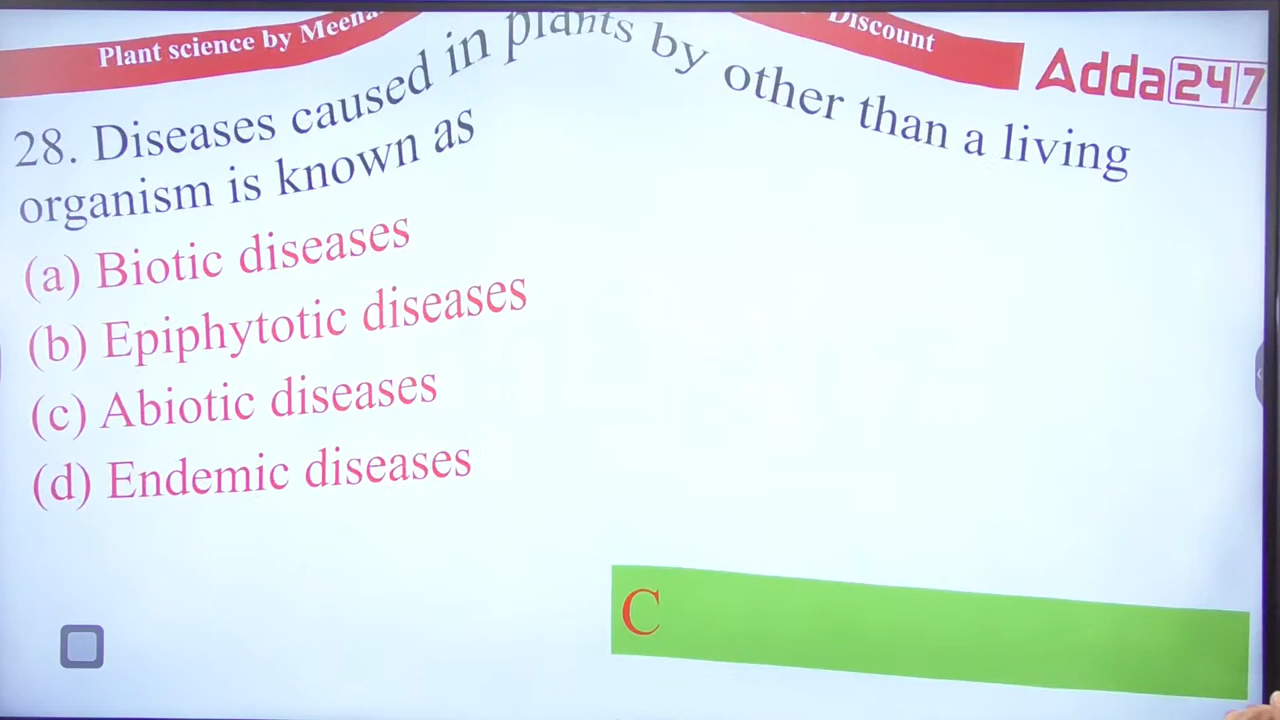 Plant science by Meena
Discount
Adda247
28. Diseases caused in plants by other than a living
organism is known as
(a) Biotic diseases
(b) Epiphytotic diseases
(c) Abiotic diseases
(d) Endemic diseases
C